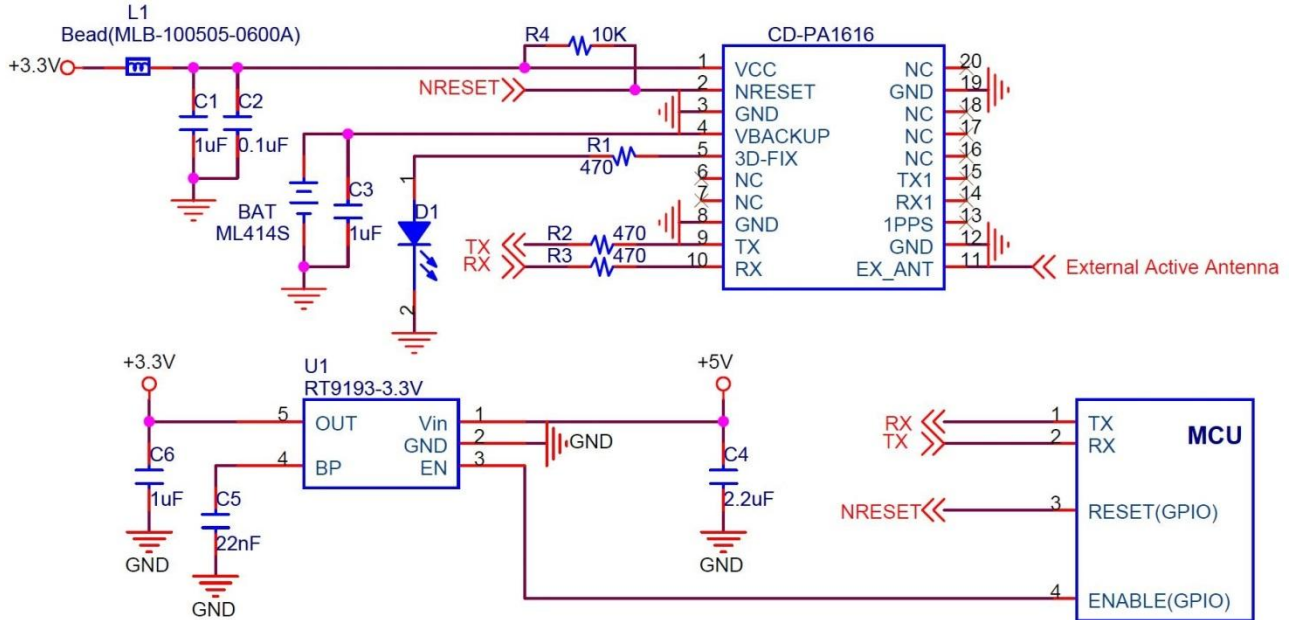 L1
Bead(MLB-100505-0600A)
+3.3V
R4 10K
CD-PA1616
NRESET
C1
1uF
C2
0.1uF
1 VCC
2 NRESET
3 GND
4 VBACKUP
5 3D-FIX
6 NC
7 NC
8 GND
9 TX
10 RX
NC 20
GND 19
NC 18
NC 17
NC 16
TX1 15
RX1 14
1PPS 13
GND 12
EX_ANT 11
External Active Antenna
R1
470
BAT
ML414S
C3
1uF
1
D1
2
TX R2 470
RX R3 470
+3.3V
U1
RT9193-3.3V
5 OUT
4 BP
Vin 1
GND 2
EN 3
GND
C6
1uF
GND
C5
22nF
GND
+5V
C4
2.2uF
GND
RX 1 TX
TX 2 RX
MCU
NRESET 3 RESET(GPIO)
4 ENABLE(GPIO)